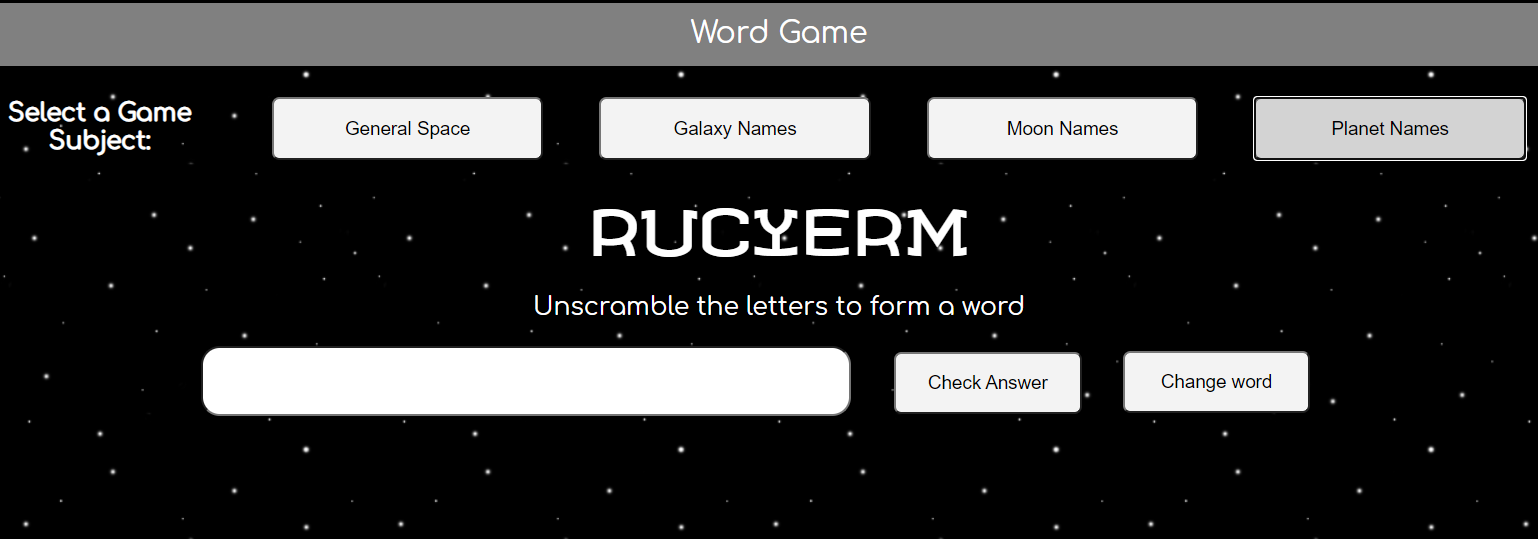 Word Game
Select a Game
Subject:
General Space
Galaxy Names
Moon Names
Planet Names
RUCYERM
Unscramble the letters to form a word
Check Answer
Change word